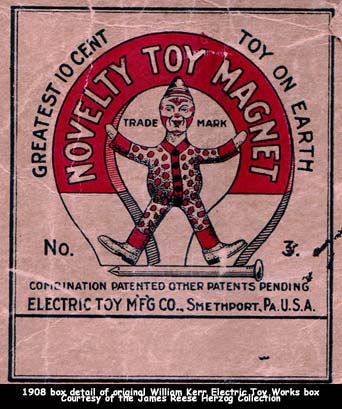 GREATEST 10 CENT TOY ON EARTH
NOVELTY TOY MAGNET
TRADE MARK
No. 3.
COMBINATION PATENTED OTHER PATENTS PENDING
ELECTRIC TOY M'F'G CO., SMETHPORT, PA. U.S.A.
1908 box detail of original William Kerr Electric Toy Works box
Courtesy of the James Reese Herzog Collection